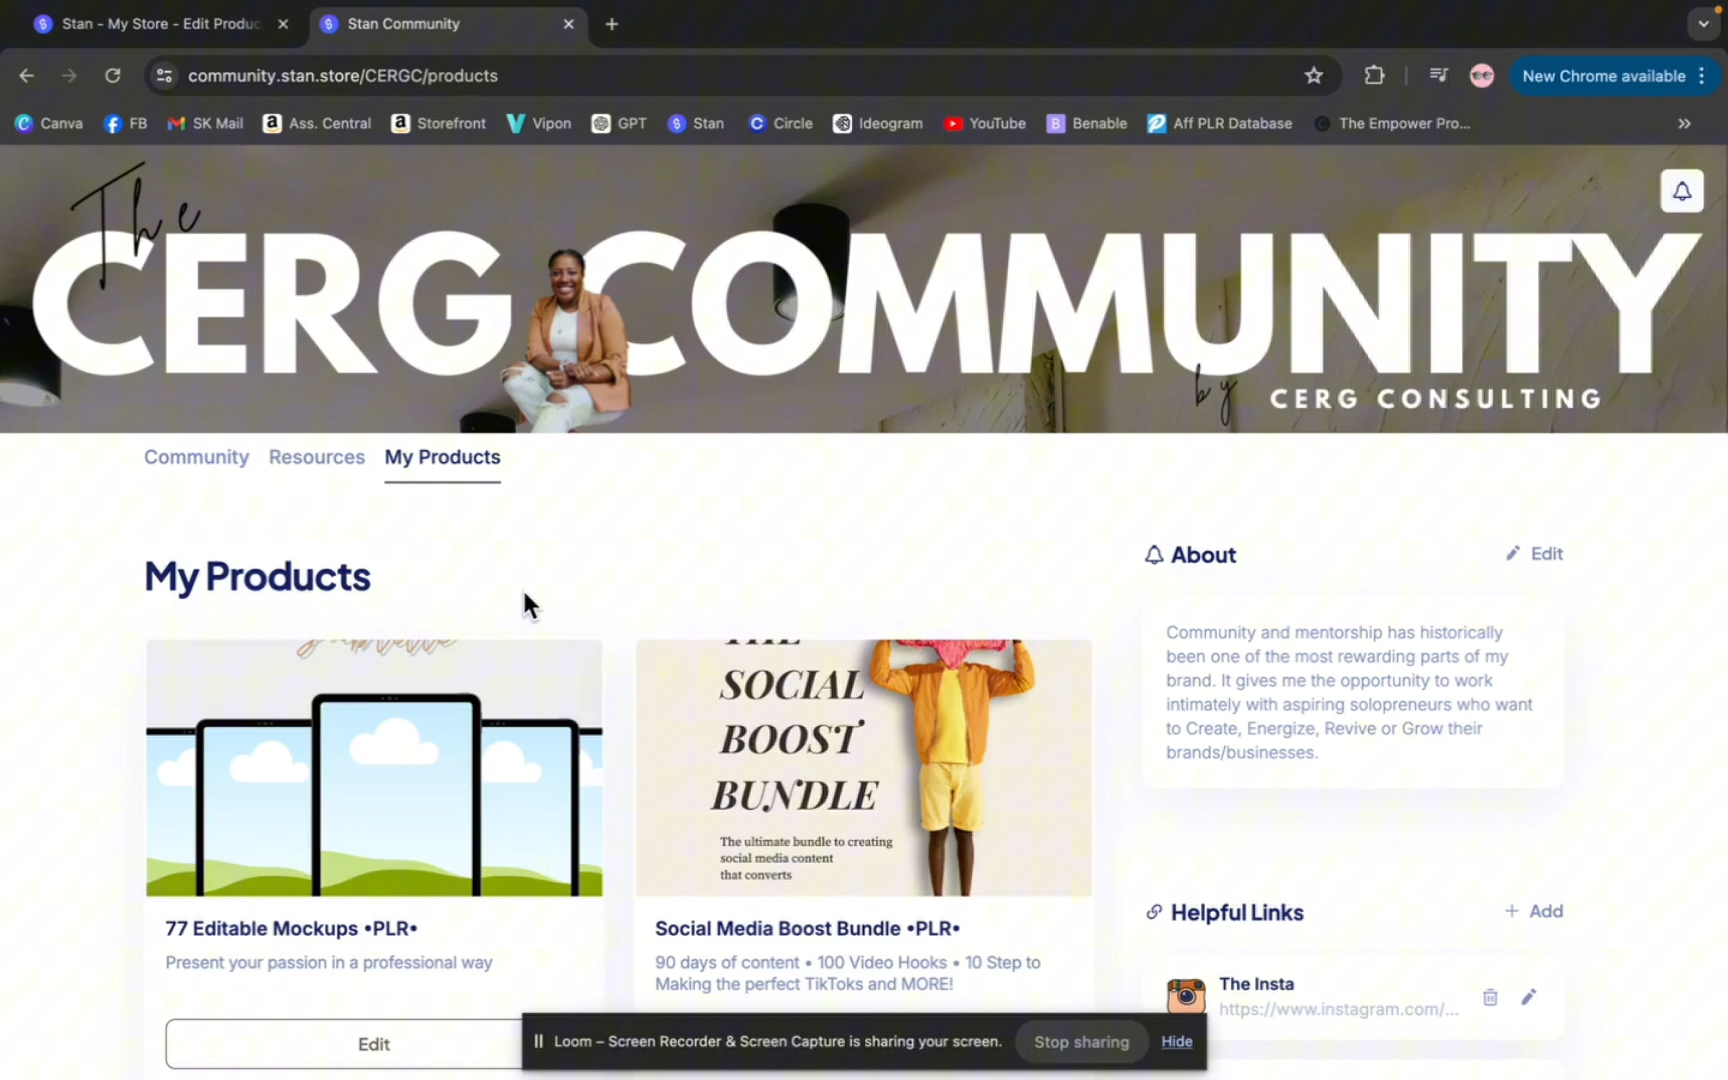 Stan - My Store - Edit Produc
Stan Community
community.stan.store/CERGC/products
New Chrome available
Canva
FB
SK Mail
Ass. Central
Storefront
Vipon
GPT
Stan
Circle
Ideogram
YouTube
Benable
Aff PLR Database
The Empower Pro...
The
CERG COMMUNITY
by
CERG CONSULTING
Community
Resources
My Products
My Products
THE
SOCIAL
BOOST
BUNDLE
The ultimate bundle to creating
social media content
that converts
77 Editable Mockups •PLR•
Present your passion in a professional way
Edit
Social Media Boost Bundle •PLR•
90 days of content • 100 Video Hooks • 10 Step to
Making the perfect TikToks and MORE!
About
Edit
Community and mentorship has historically
been one of the most rewarding parts of my
brand. It gives me the opportunity to work
intimately with aspiring solopreneurs who want
to Create, Energize, Revive or Grow their
brands/businesses.
Helpful Links
Add
The Insta
https://www.instagram.com/...
Loom – Screen Recorder & Screen Capture is sharing your screen.
Stop sharing
Hide